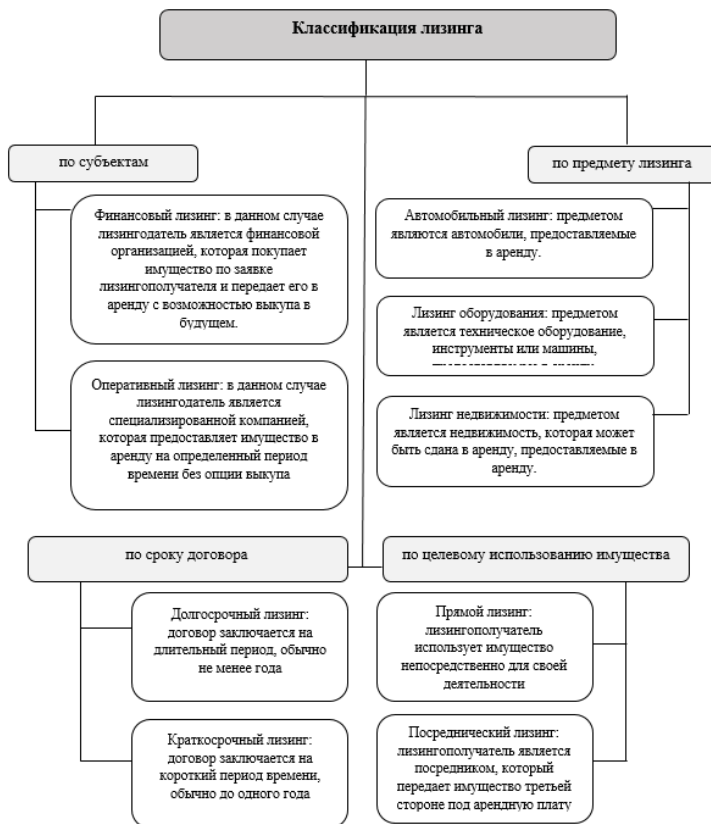 Классификация лизинга
по субъектам
Финансовый лизинг: в данном случае
лизингодатель является финансовой
организацией, которая покупает
имущество по заявке
лизингополучателя и передает его в
аренду с возможностью выкупа в
будущем.
Оперативный лизинг: в данном случае
лизингодатель является
специализированной компанией,
которая предоставляет имущество в
аренду на определенный период
времени без опции выкупа
по предмету лизинга
Автомобильный лизинг: предметом
являются автомобили, предоставляемые
в аренду.
Лизинг оборудования: предметом
является техническое оборудование,
инструменты или машины,
Лизинг недвижимости: предметом
является недвижимость, которая может
быть сдана в аренду, предоставляемые в
аренду.
по сроку договора
Долгосрочный лизинг:
договор заключается на
длительный период, обычно
не менее года
Краткосрочный лизинг:
договор заключается на
короткий период времени,
обычно до одного года
по целевому использованию имущества
Прямой лизинг:
лизингополучатель
использует имущество
непосредственно для своей
деятельности
Посреднический лизинг:
лизингополучатель является
посредником, который
передает имущество третьей
стороне под арендную плату